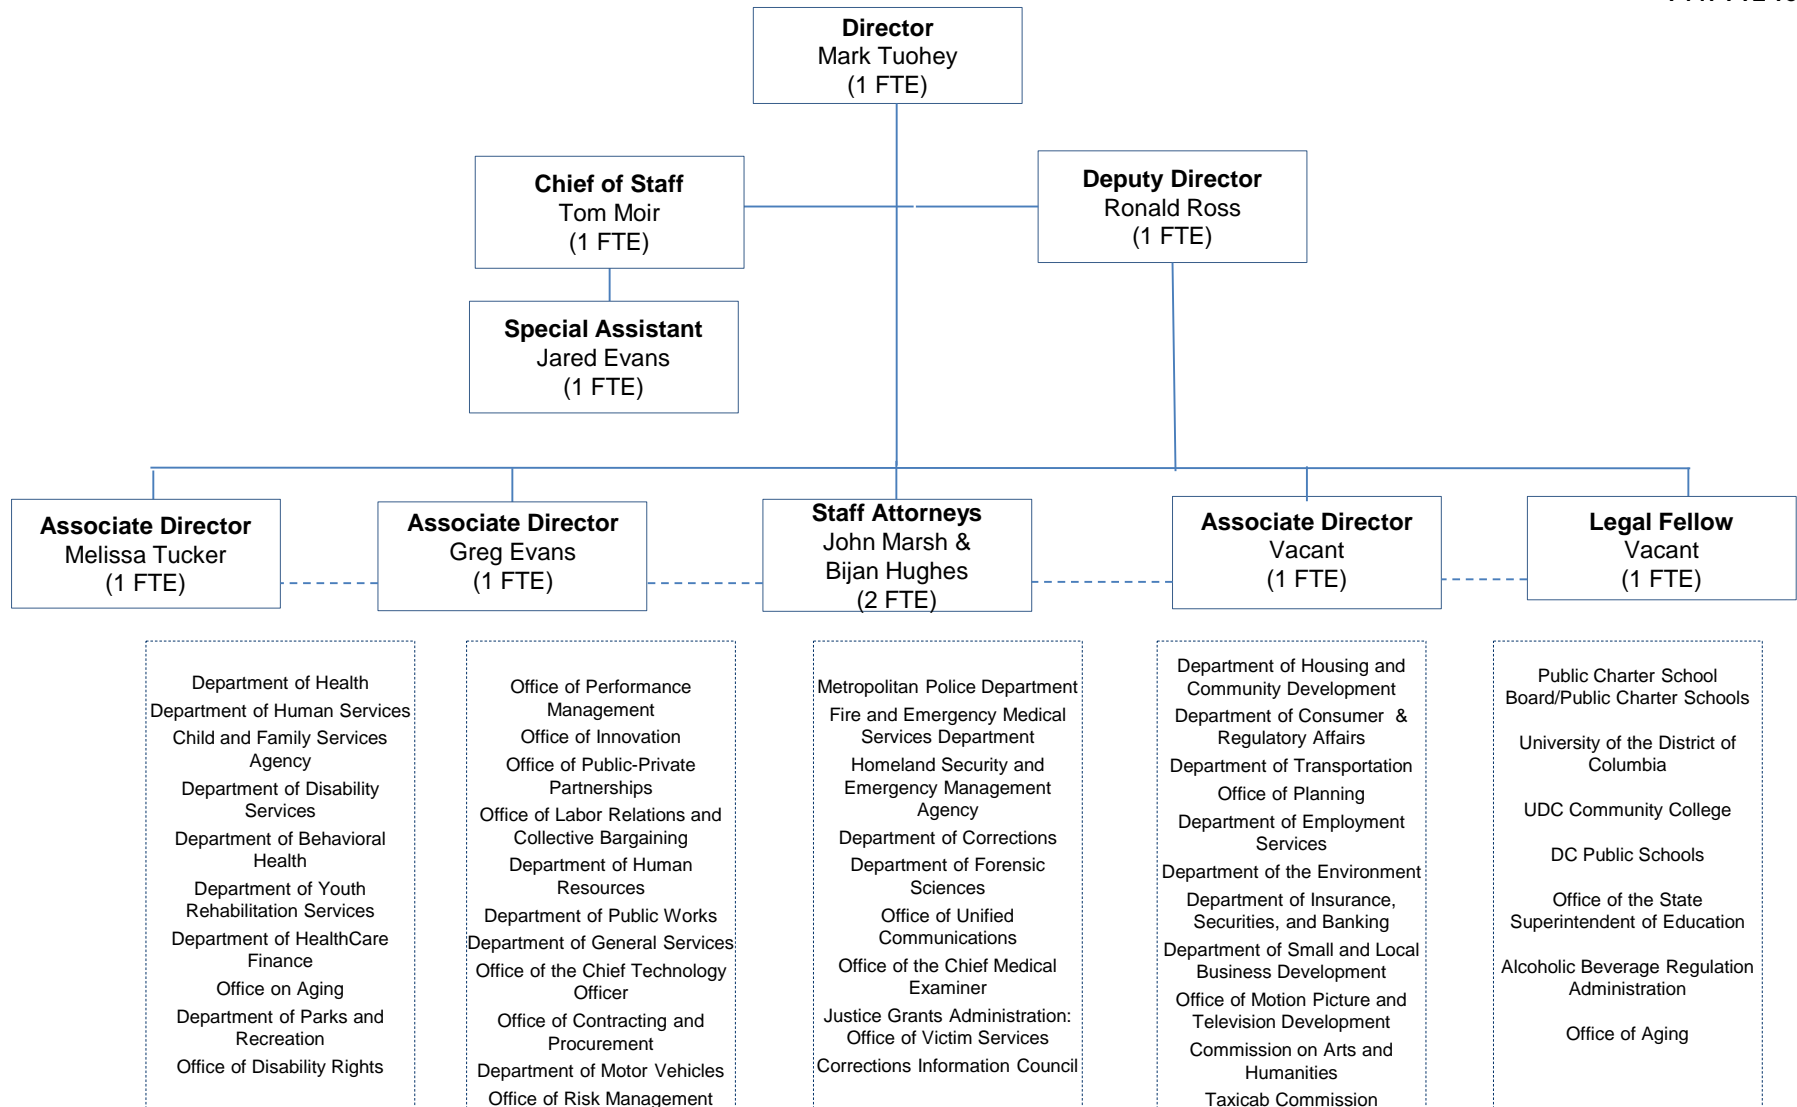 Director
Mark Tuohey
(1 FTE)
Chief of Staff
Tom Moir
(1 FTE)
Deputy Director
Ronald Ross
(1 FTE)
Special Assistant
Jared Evans
(1 FTE)
Associate Director
Melissa Tucker
(1 FTE)
Associate Director
Greg Evans
(1 FTE)
Staff Attorneys
John Marsh &
Bijan Hughes
(2 FTE)
Associate Director
Vacant
(1 FTE)
Legal Fellow
Vacant
(1 FTE)
Department of Health
Department of Human Services
Child and Family Services
Agency
Department of Disability
Services
Department of Behavioral
Health
Department of Youth
Rehabilitation Services
Department of HealthCare
Finance
Office on Aging
Department of Parks and
Recreation
Office of Disability Rights
Office of Performance
Management
Office of Innovation
Office of Public-Private
Partnerships
Office of Labor Relations and
Collective Bargaining
Department of Human
Resources
Department of Public Works
Department of General Services
Office of the Chief Technology
Officer
Office of Contracting and
Procurement
Department of Motor Vehicles
Office of Risk Management
Metropolitan Police Department
Fire and Emergency Medical
Services Department
Homeland Security and
Emergency Management
Agency
Department of Corrections
Department of Forensic
Sciences
Office of Unified
Communications
Office of the Chief Medical
Examiner
Justice Grants Administration:
Office of Victim Services
Corrections Information Council
Department of Housing and
Community Development
Department of Consumer &
Regulatory Affairs
Department of Transportation
Office of Planning
Department of Employment
Services
Department of the Environment
Department of Insurance,
Securities, and Banking
Department of Small and Local
Business Development
Office of Motion Picture and
Television Development
Commission on Arts and
Humanities
Taxicab Commission
Public Charter School
Board/Public Charter Schools
University of the District of
Columbia
UDC Community College
DC Public Schools
Office of the State
Superintendent of Education
Alcoholic Beverage Regulation
Administration
Office of Aging